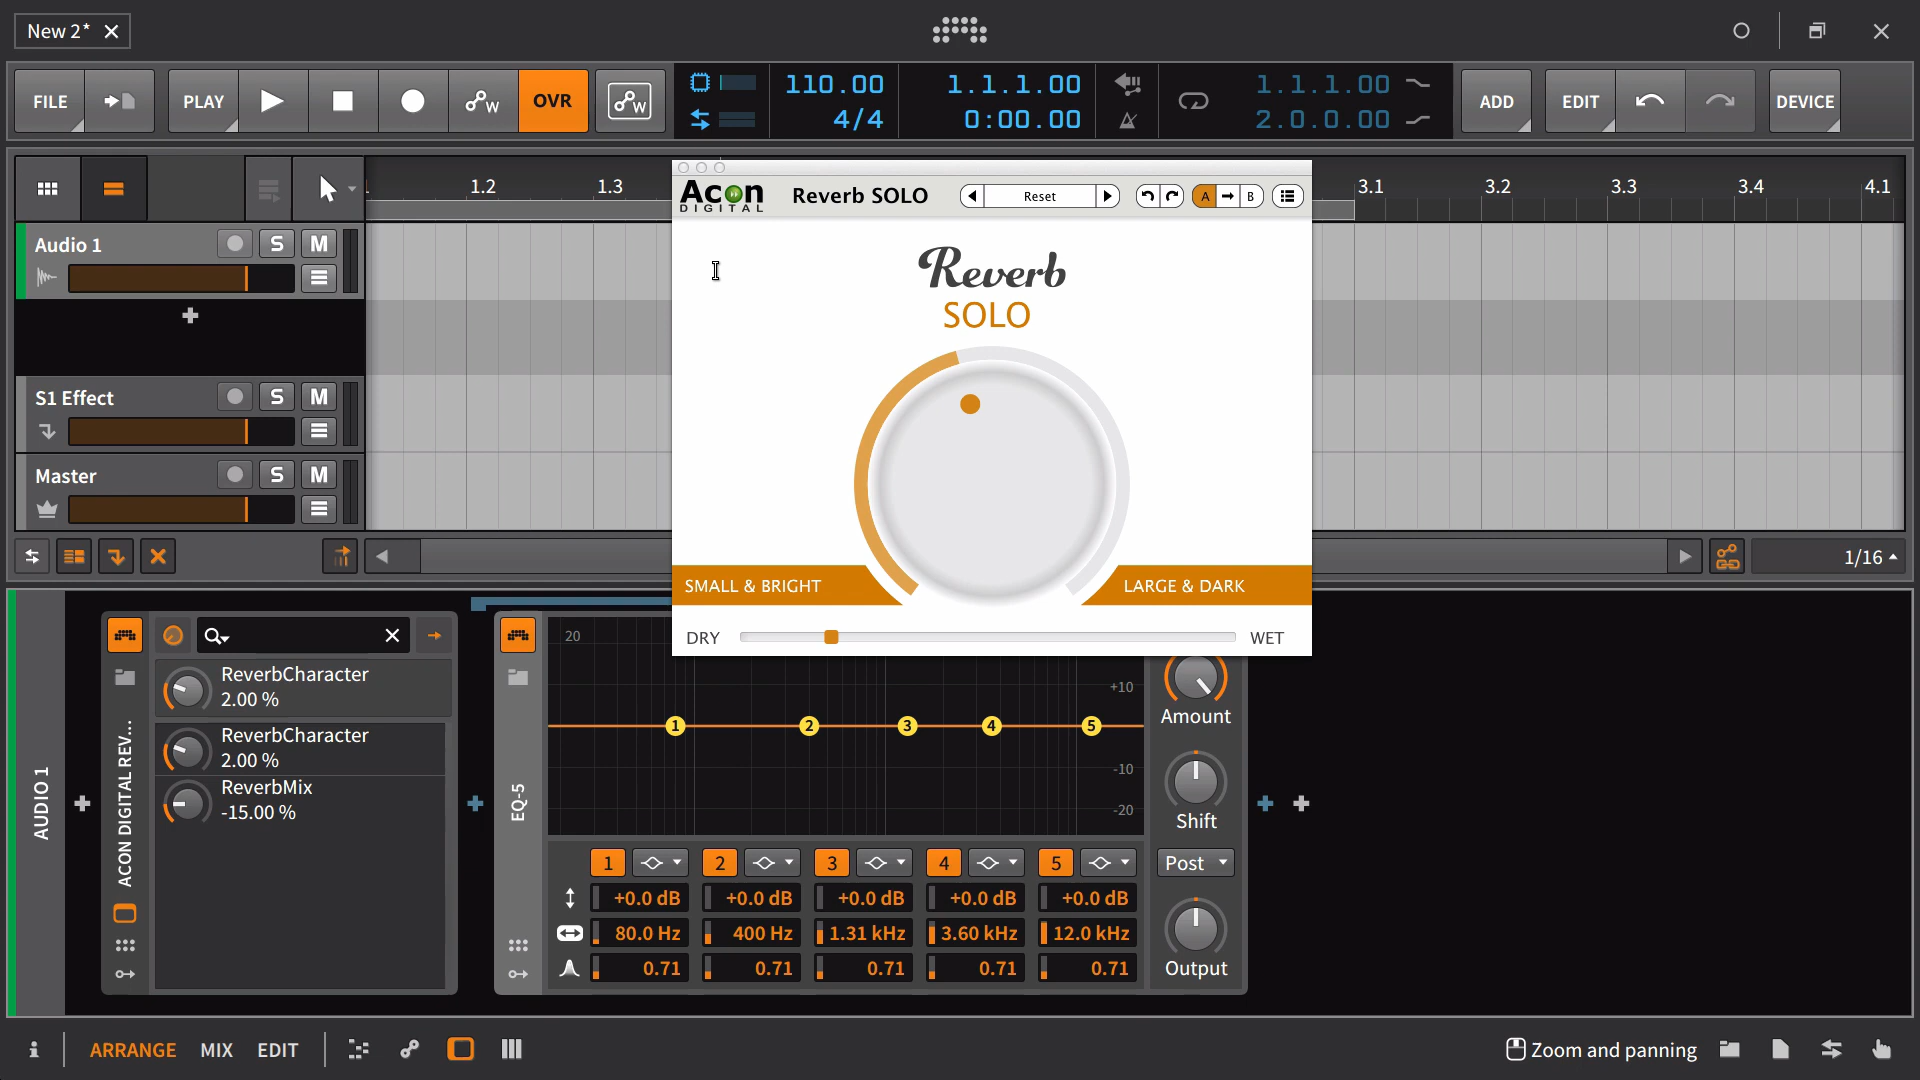 New 2*
FILE
PLAY
W
OVR
W
110.00
4/4
1.1.1.00
0:00.00
1.1.1.00
2.0.0.00
ADD
EDIT
DEVICE
1.2
1.3
3.1
3.2
3.3
3.4
4.1
Acon
DIGITAL
Reverb SOLO
Reset
A
B
Audio 1
S
M
S1 Effect
S
M
Master
S
M
Reverb
SOLO
SMALL & BRIGHT
LARGE & DARK
DRY
WET
1/16
AUDIO 1
ACON DIGITAL REV...
ReverbCharacter
2.00 %
ReverbCharacter
2.00 %
ReverbMix
-15.00 %
EQ-5
20
+10
-10
-20
1
2
3
4
5
Amount
Shift
Post
Output
1
2
3
4
5
+0.0 dB
+0.0 dB
+0.0 dB
+0.0 dB
+0.0 dB
80.0 Hz
400 Hz
1.31 kHz
3.60 kHz
12.0 kHz
0.71
0.71
0.71
0.71
0.71
i
ARRANGE
MIX
EDIT
Zoom and panning